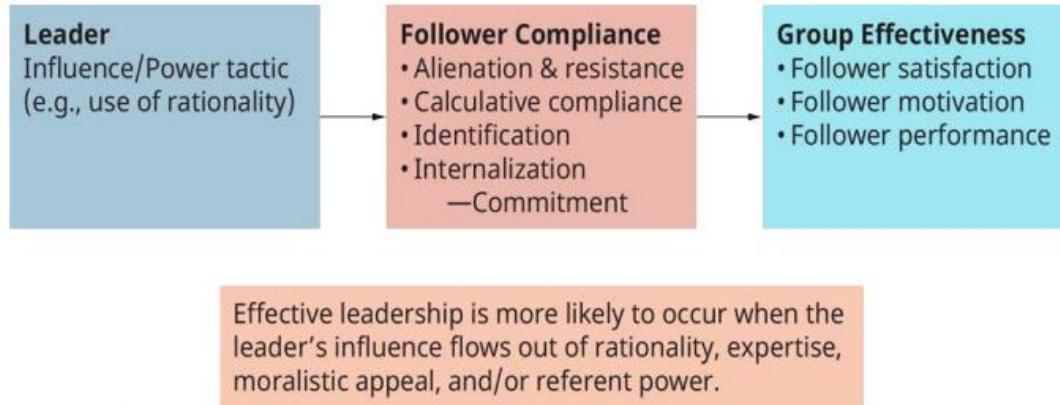 Leader
Influence/Power tactic
(e.g., use of rationality)
Follower Compliance
• Alienation & resistance
• Calculative compliance
• Identification
• Internalization
—Commitment
Group Effectiveness
• Follower satisfaction
• Follower motivation
• Follower performance
Effective leadership is more likely to occur when the
leader’s influence flows out of rationality, expertise,
moralistic appeal, and/or referent power.